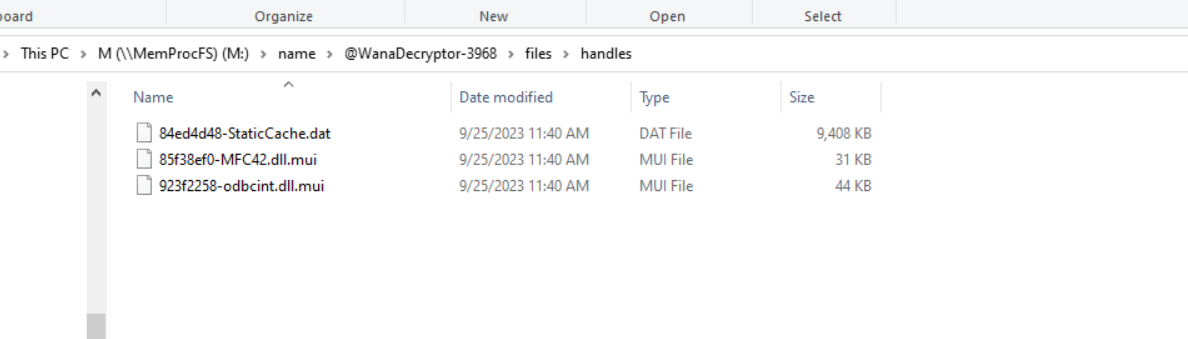 Organize New Open Select
This PC > M (\\MemProcFS) (M:) > name > @WanaDecryptor-3968 > files > handles
Name Date modified Type Size
84ed4d48-StaticCache.dat 9/25/2023 11:40 AM DAT File 9,408 KB
85f38ef0-MFC42.dll.mui 9/25/2023 11:40 AM MUI File 31 KB
923f2258-odbcint.dll.mui 9/25/2023 11:40 AM MUI File 44 KB